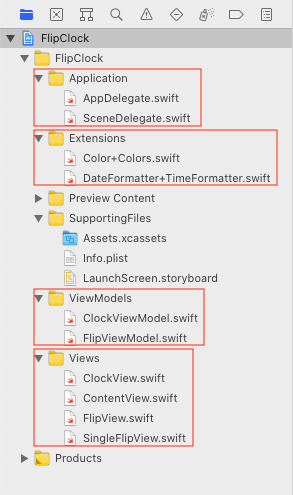 FlipClock
FlipClock
Application
AppDelegate.swift
SceneDelegate.swift
Extensions
Color+Colors.swift
DateFormatter+TimeFormatter.swift
Preview Content
SupportingFiles
Assets.xcassets
Info.plist
LaunchScreen.storyboard
ViewModels
ClockViewModel.swift
FlipViewModel.swift
Views
ClockView.swift
ContentView.swift
FlipView.swift
SingleFlipView.swift
Products